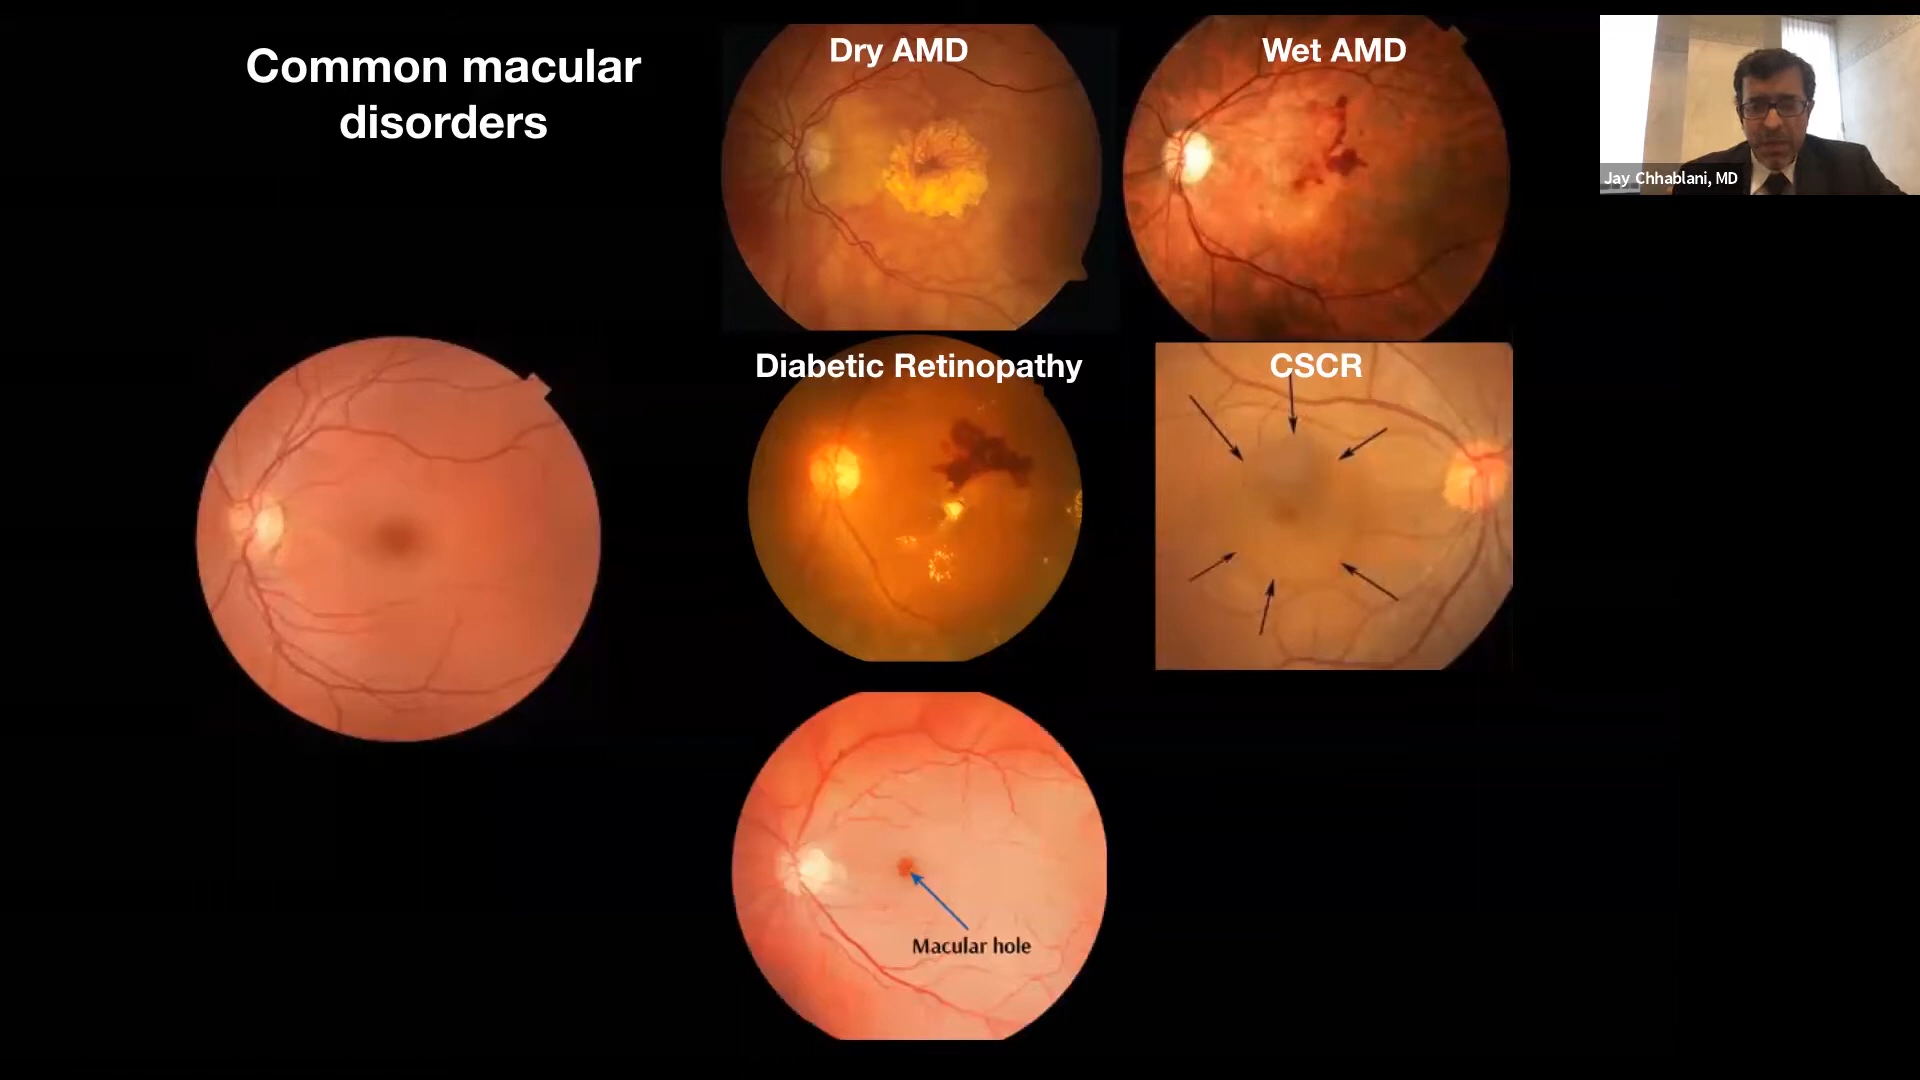 Common macular
disorders
Dry AMD
Wet AMD
Jay Chhablani, MD
Diabetic Retinopathy
CSCR
Macular hole